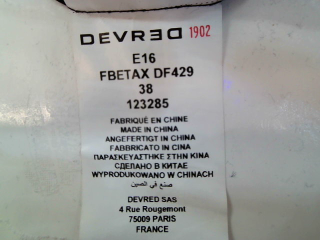 DEVRED 1902
E16
FBETAX DF429
38
123285
FABRIQUÉ EN CHINE
MADE IN CHINA
ANGEFERTIGT IN CHINA
FABBRICATO IN CINA
ΠΑΡΑΣΚΕΥΑΣΤΗΚΕ ΣΤΗΝ ΚΙΝΑ
СДЕЛАНО В КИТАЕ
WYPRODUKOWANO W CHINACH
صنع في الصين
DEVRED SAS
4 Rue Rougemont
75009 PARIS
FRANCE